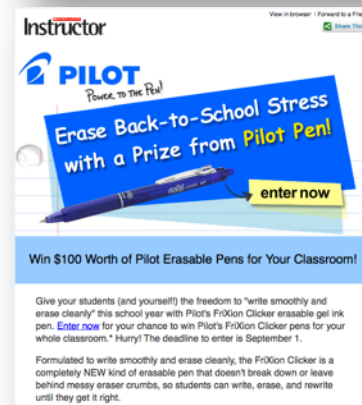 View in browser | Forward to a Fre
SCHOLASTIC
Instructor
Share This
PILOT
POWER TO THE PEN!
Erase Back-to-School Stress
with a Prize from Pilot Pen!
enter now
Win $100 Worth of Pilot Erasable Pens for Your Classroom!
Give your students (and yourself!) the freedom to "write smoothly and
erase cleanly" this school year with Pilot's FriXion Clicker erasable gel ink
pen. Enter now for your chance to win Pilot's FriXion Clicker pens for your
whole classroom.* Hurry! The deadline to enter is September 1.
Formulated to write smoothly and erase cleanly, the FriXion Clicker is a
completely NEW kind of erasable pen that doesn't break down or leave
behind messy eraser crumbs, so students can write, erase, and rewrite
until they get it right.